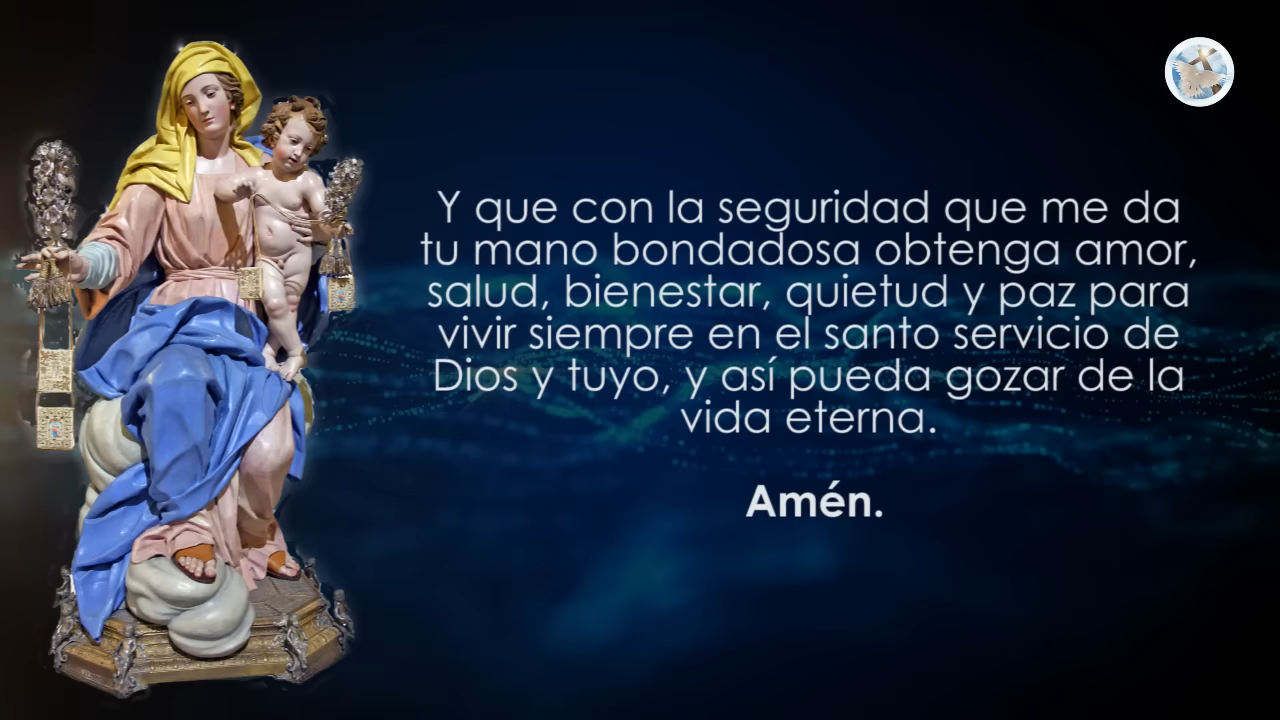 Y que con la seguridad que me da
tu mano bondadosa obtenga amor,
salud, bienestar, quietud y paz para
vivir siempre en el santo servicio de
Dios y tuyo, y así pueda gozar de la
vida eterna.
Amén.